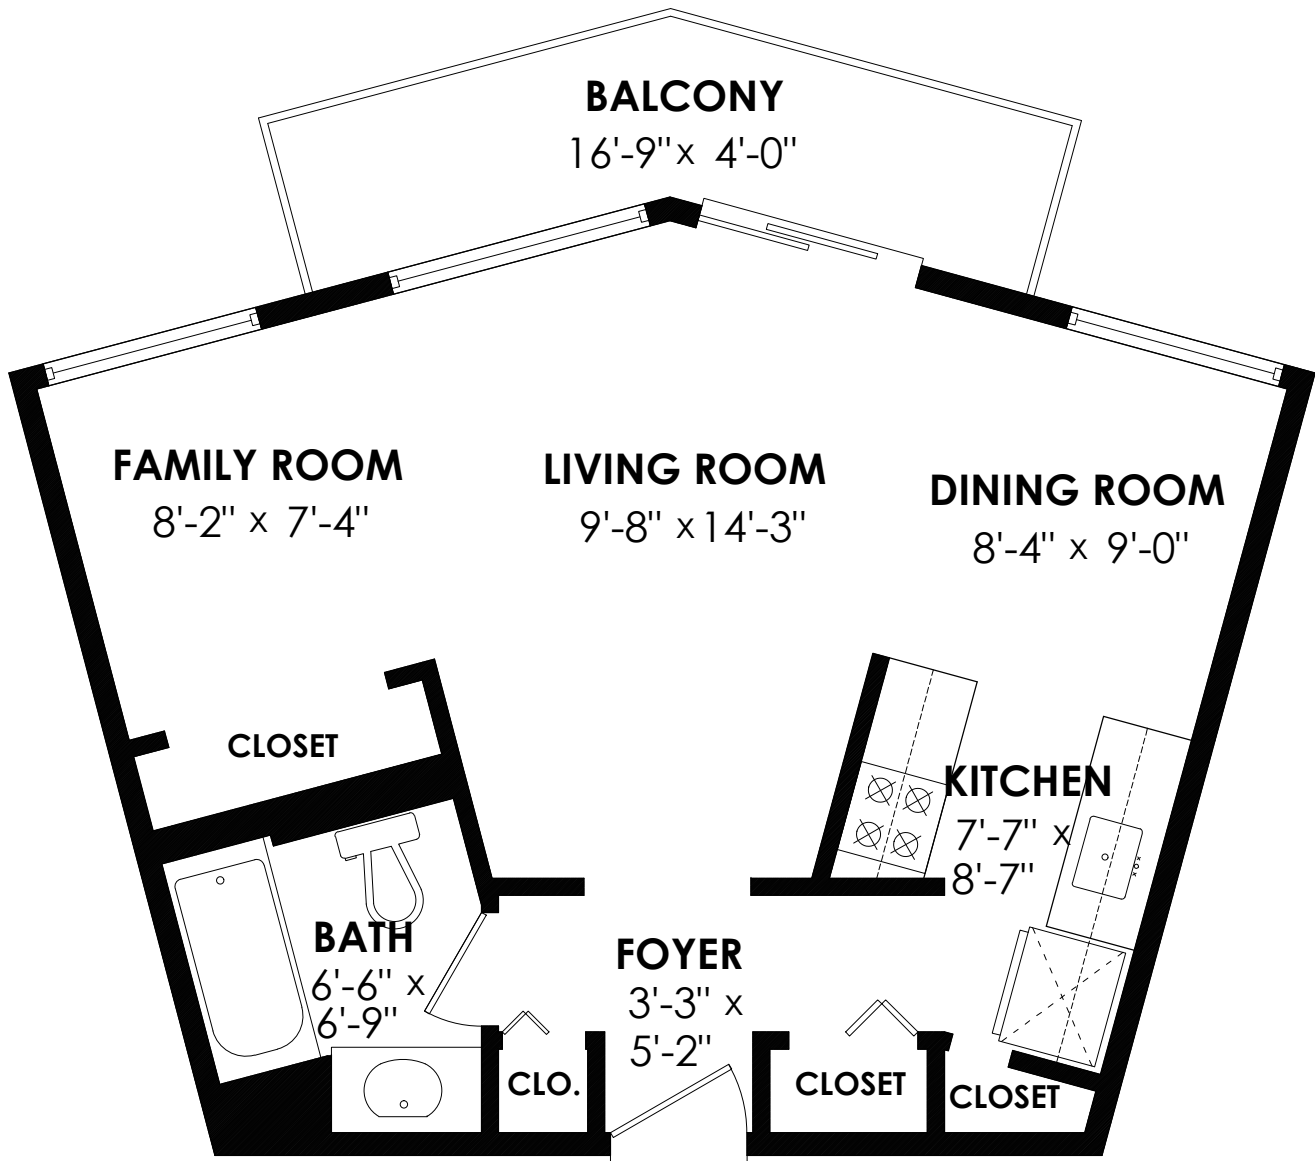 BALCONY
16'-9" x 4'-0"
FAMILY ROOM
8'-2" x 7'-4"
LIVING ROOM
9'-8" x 14'-3"
DINING ROOM
8'-4" x 9'-0"
CLOSET
KITCHEN
7'-7" x
8'-7"
BATH
6'-6" x
6'-9"
FOYER
3'-3" x
5'-2"
CLO.
CLOSET
CLOSET